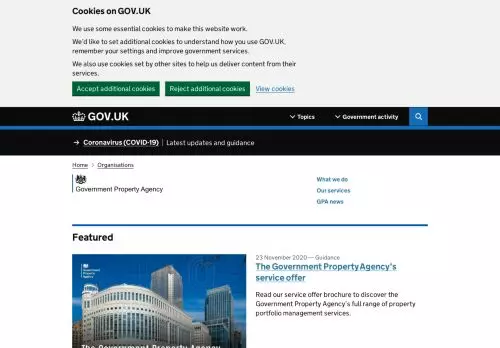 Cookies on GOV.UK
We use some essential cookies to make this website work.
We'd like to set additional cookies to understand how you use GOV.UK,
remember your settings and improve government services.
We also use cookies set by other sites to help us deliver content from their
services.
Accept additional cookies Reject additional cookies View cookies
GOV.UK Topics Government activity
→ Coronavirus (COVID-19) | Latest updates and guidance
Home > Organisations
Government Property Agency
What we do
Our services
GPA news
Featured
Government
Property
Agency
The Government Property Agency
23 November 2020 — Guidance
The Government Property Agency's
service offer
Read our service offer brochure to discover the
Government Property Agency's full range of property
portfolio management services.